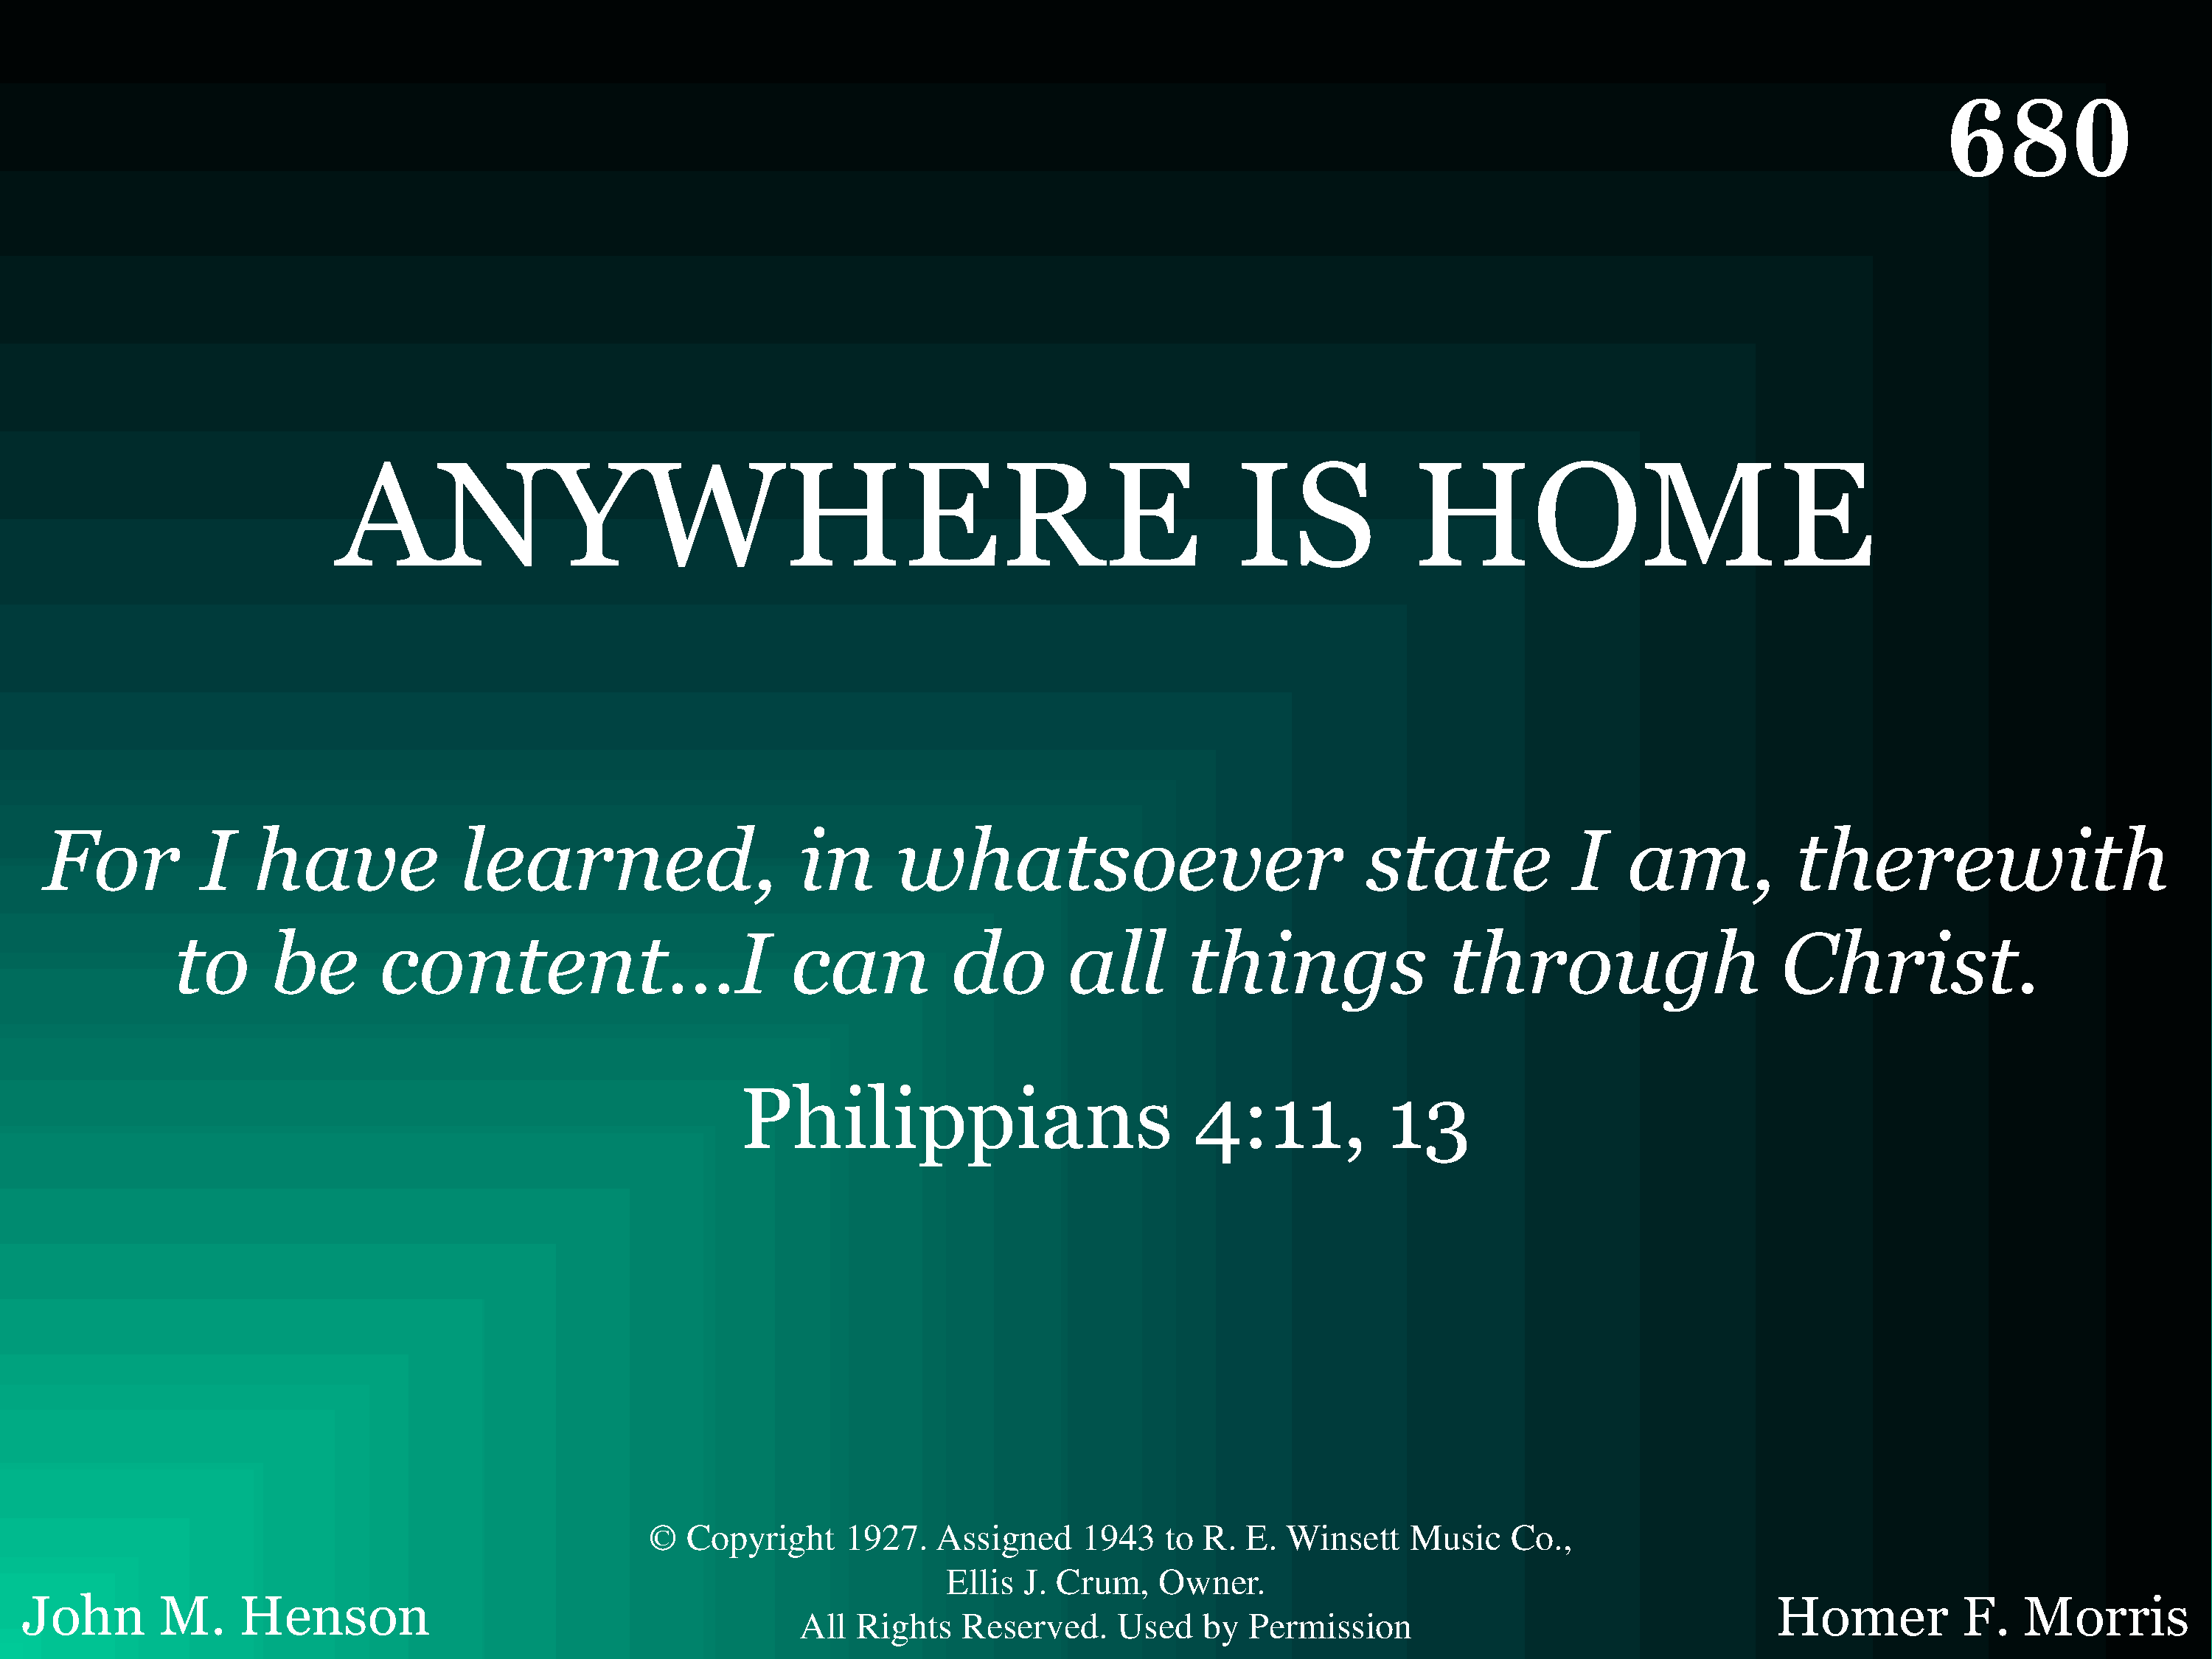 680
ANYWHERE IS HOME
For I have learned, in whatsoever state I am, therewith
to be content...I can do all things through Christ.
Philippians 4:11, 13
© Copyright 1927. Assigned 1943 to R. E. Winsett Music Co.,
Ellis J. Crum, Owner.
All Rights Reserved. Used by Permission
John M. Henson
Homer F. Morris